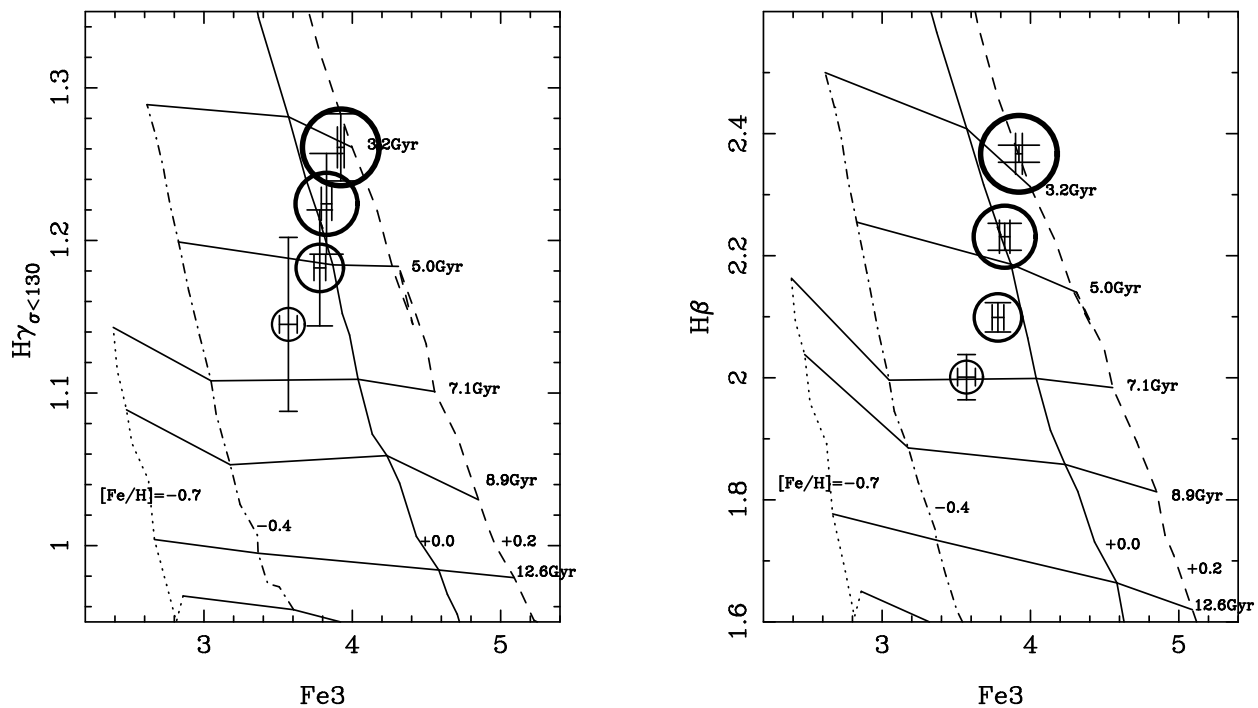 1.3
1.2
1.1
1
Hγσ<130
3.2Gyr
5.0Gyr
7.1Gyr
8.9Gyr
[Fe/H]=−0.7
−0.4
+0.0
+0.2
12.6Gyr
3
4
5
Fe3
2.4
2.2
2
1.8
1.6
Hβ
3.2Gyr
5.0Gyr
7.1Gyr
[Fe/H]=−0.7
8.9Gyr
−0.4
+0.0
+0.2
12.6Gyr
3
4
5
Fe3